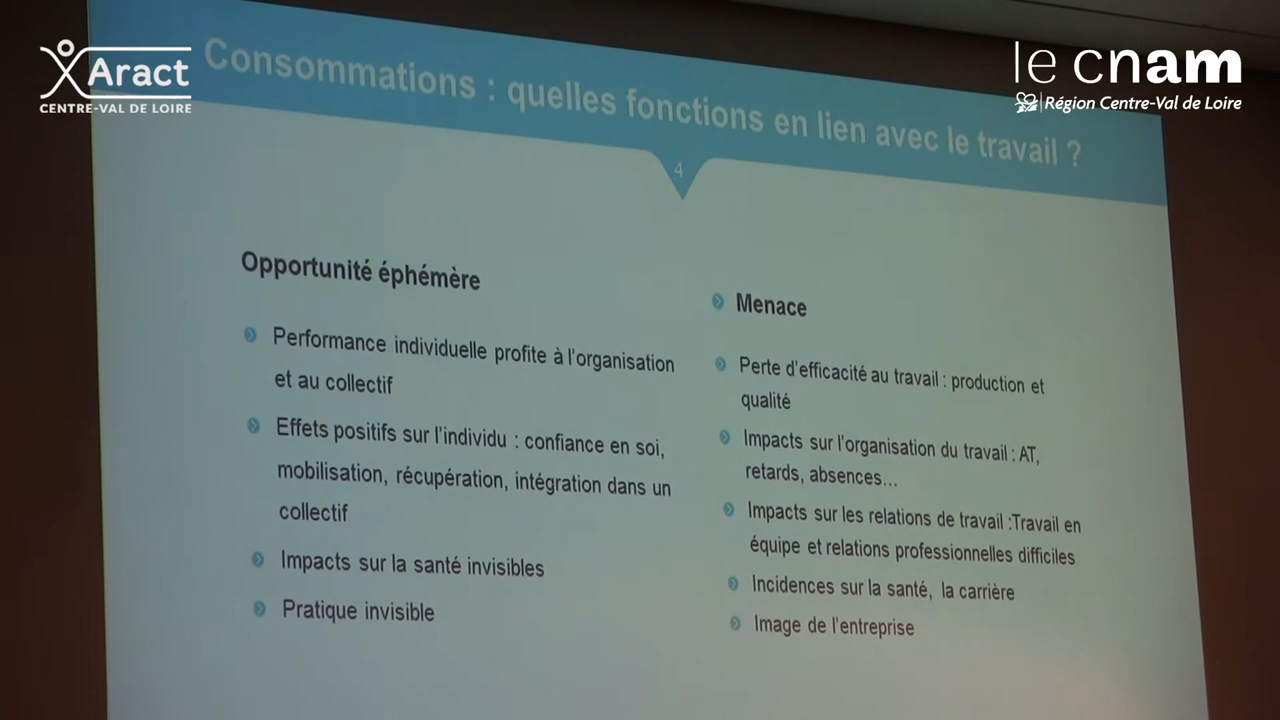 Aract
CENTRE-VAL DE LOIRE
le cnam
Région Centre-Val de Loire
Consommations : quelles fonctions en lien avec le travail ?
4
Opportunité éphémère
Performance individuelle profite à l'organisation
et au collectif
Effets positifs sur l'individu : confiance en soi,
mobilisation, récupération, intégration dans un
collectif
Impacts sur la santé invisibles
Pratique invisible
Menace
Perte d'efficacité au travail : production et
qualité
Impacts sur l'organisation du travail : AT,
retards, absences...
Impacts sur les relations de travail :Travail en
équipe et relations professionnelles difficiles
Incidences sur la santé, la carrière
Image de l'entreprise